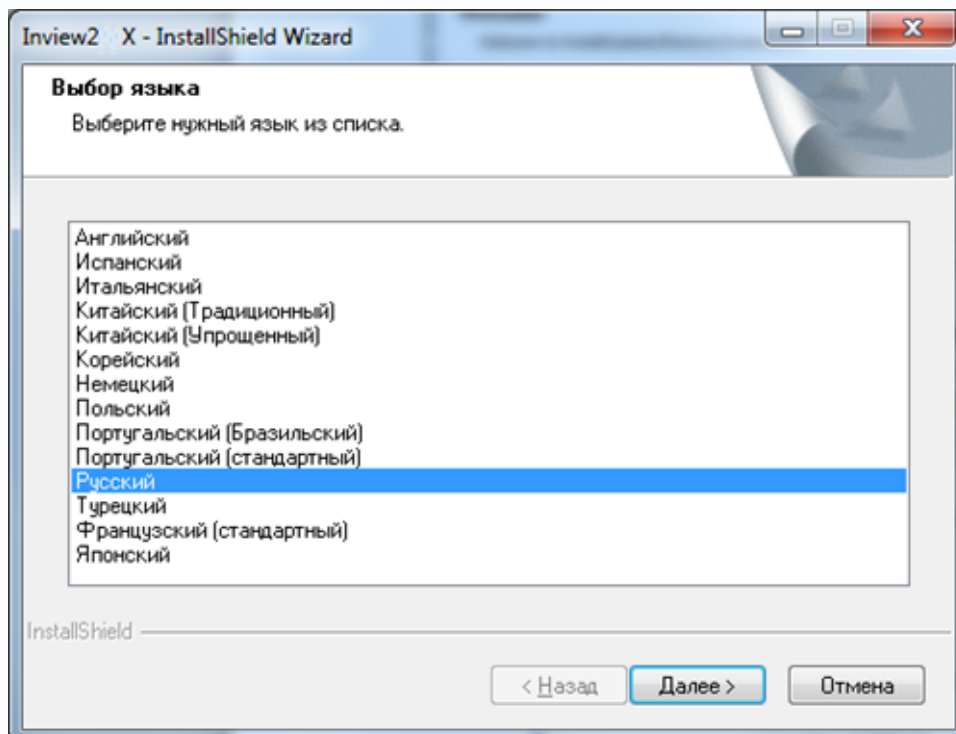 Inview2 X - InstallShield Wizard
Выбор языка
Выберите нужный язык из списка.
Английский
Испанский
Итальянский
Китайский (Традиционный)
Китайский (Упрощенный)
Корейский
Немецкий
Польский
Португальский (Бразильский)
Португальский (стандартный)
Русский
Турецкий
Французский (стандартный)
Японский
InstallShield
< Назад Далее > Отмена